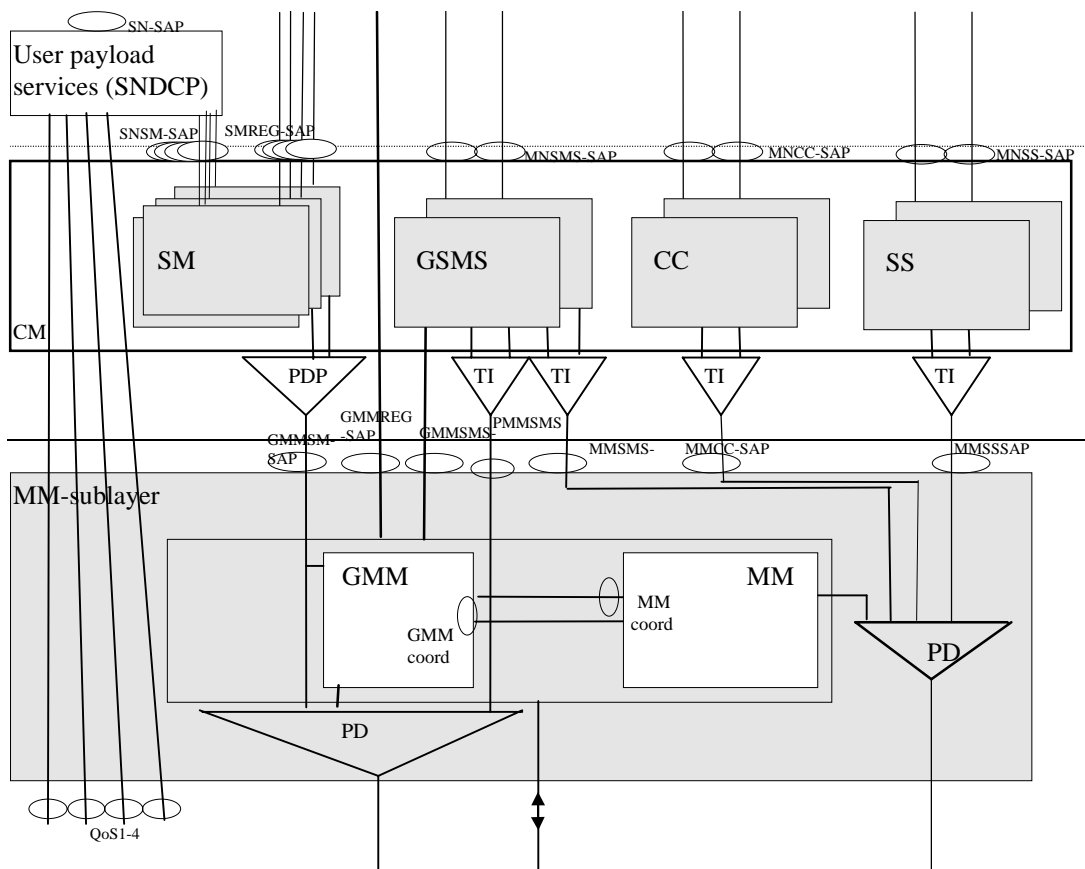 SN-SAP
User payload
services (SNDCP)
SNSM-SAP
SMREG-SAP
MNSMS-SAP
MNCC-SAP
MNSS-SAP
SM
GSMS
CC
SS
CM
PDP
TI
TI
TI
TI
GMMSM-
SAP
GMMREG
-SAP
GMMSMS-
PMMSMS
MMSMS-
MMCC-SAP
MMSSSAP
MM-sublayer
GMM
MM
GMM
coord
MM
coord
PD
PD
QoS1-4